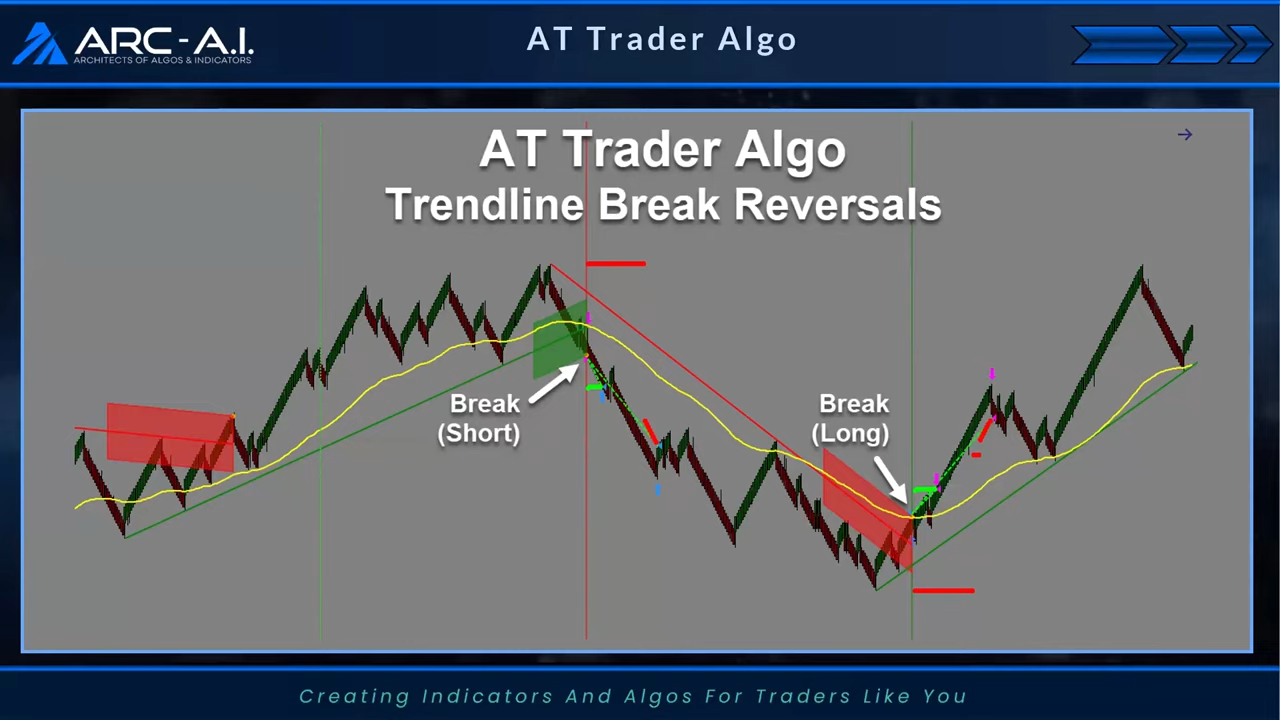 ARC-A.I.
ARCHITECTS OF ALGOS & INDICATORS
AT Trader Algo
AT Trader Algo
Trendline Break Reversals
Break
(Short)
Break
(Long)
Creating Indicators And Algos For Traders Like You